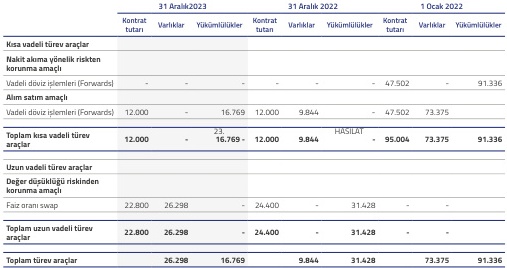 31 Aralık2023 31 Aralık 2022 1 Ocak 2022
Kontrat tutarı Varlıklar Yükümlülükler Kontrat tutarı Varlıklar Yükümlülükler Kontrat tutarı Varlıklar Yükümlülükler
Kısa vadeli türev araçlar
Nakit akıma yönelik riskten
korunma amaçlı
Vadeli döviz işlemleri (Forwards) - - - - - - 47.502 - 91.336
Alım satım amaçlı
Vadeli döviz işlemleri (Forwards) 12.000 - 16.769 12.000 9.844 - 47.502 73.375
23. HASILAT
Toplam kısa vadeli türev
araçlar 12.000 - 16.769 - 12.000 9.844 - 95.004 73.375 91.336
Uzun vadeli türev araçlar
Değer düşüklüğü riskinden
korunma amaçlı
Faiz oranı swap 22.800 26.298 - 24.400 - 31.428 - -
Toplam uzun vadeli türev
araçlar 22.800 26.298 - 24.400 - 31.428 - -
Toplam türev araçlar 26.298 16.769 9.844 31.428 73.375 91.336